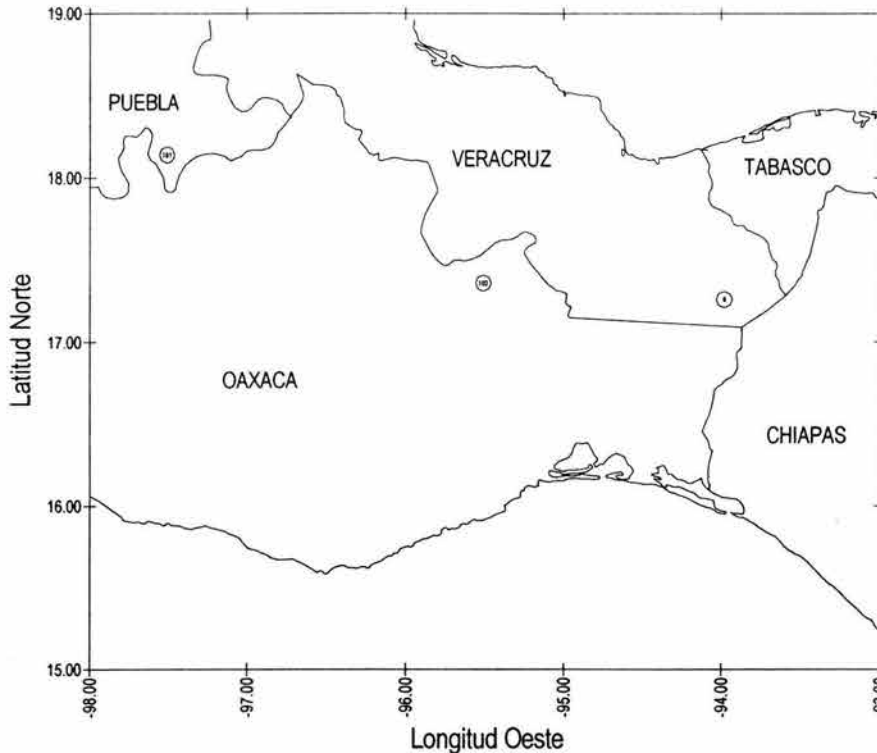 19.00
PUEBLA
VERACRUZ
TABASCO
18.00
17.00
OAXACA
CHIAPAS
16.00
15.00
Latitud Norte
-98.00
-97.00
-96.00
-95.00
-94.00
Longitud Oeste